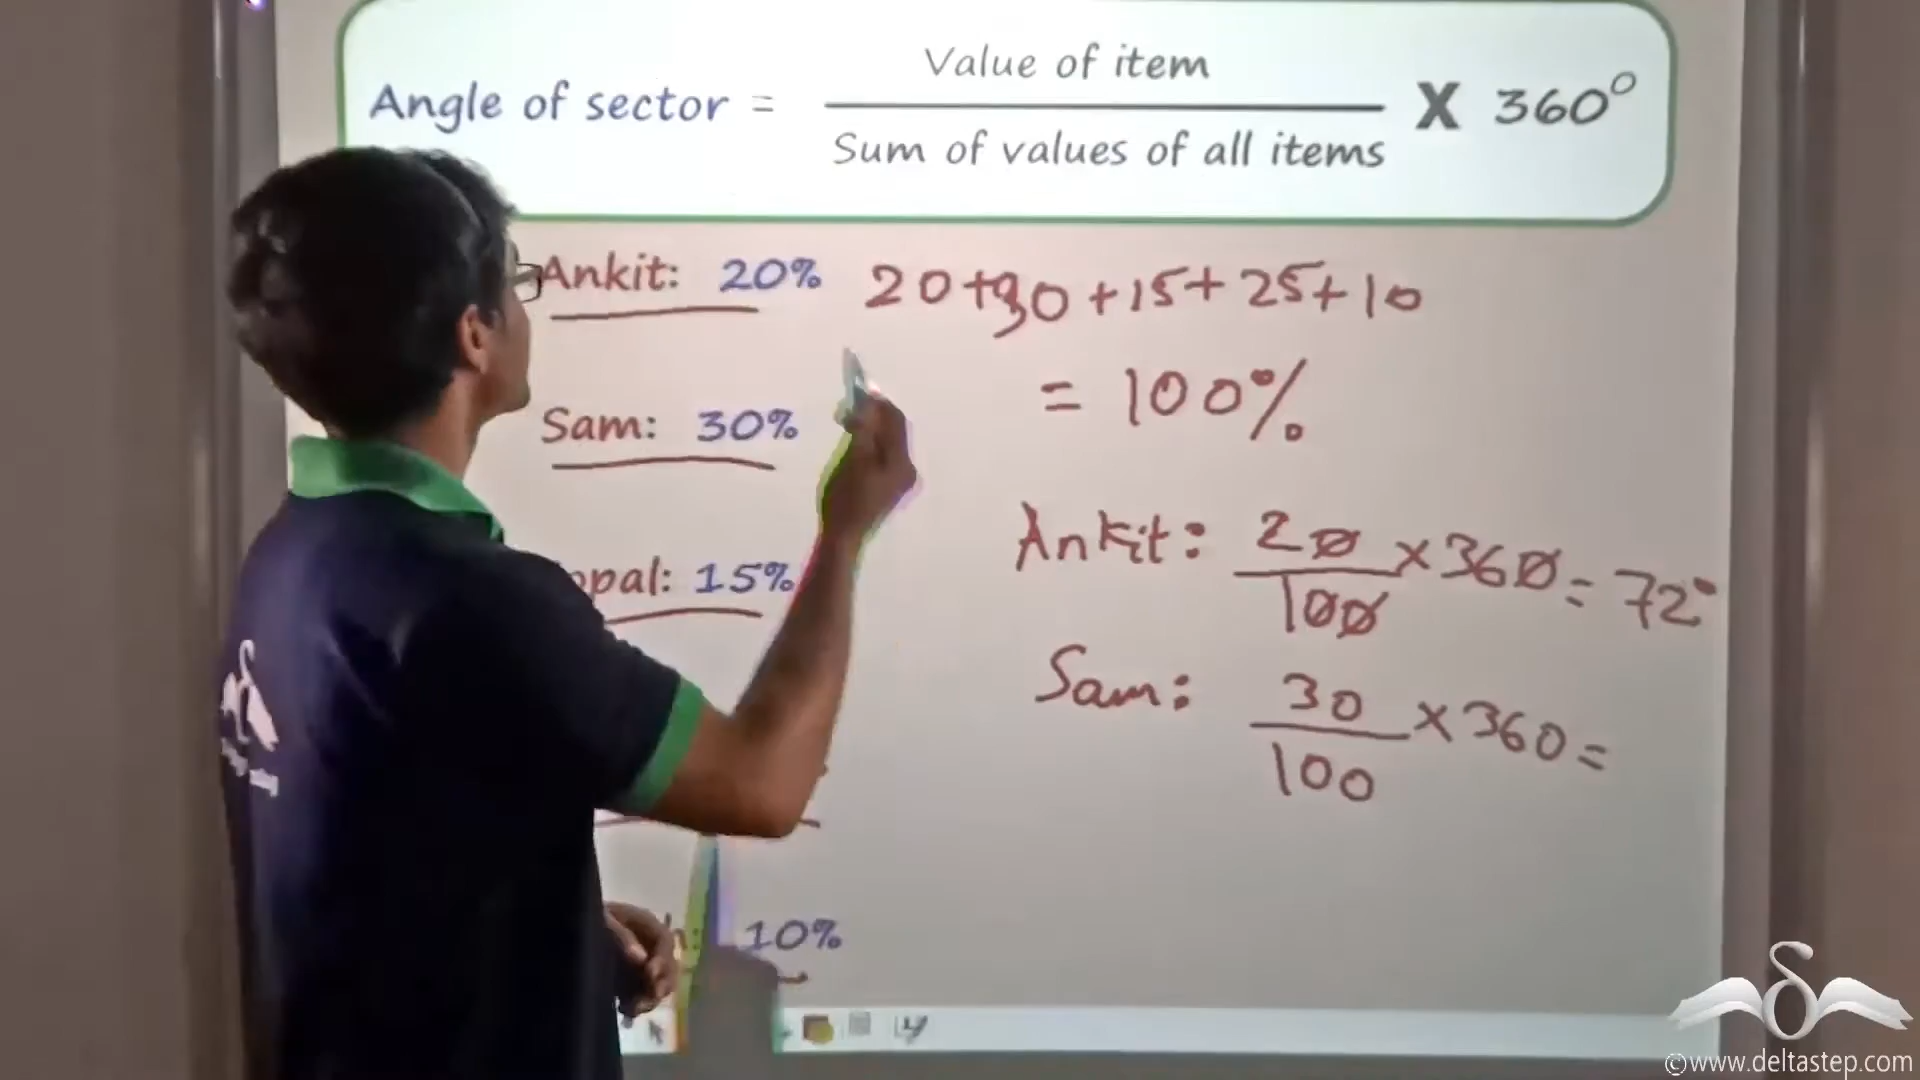 Value of item
Angle of sector = X 360°
Sum of values of all items
Ankit: 20% 20+30+15+25+10
= 100%
Sam: 30%
Ankit: 20/100 x 360 = 72°
15%
Sam: 30/100 x 360 =
10%
©www.deltastep.com